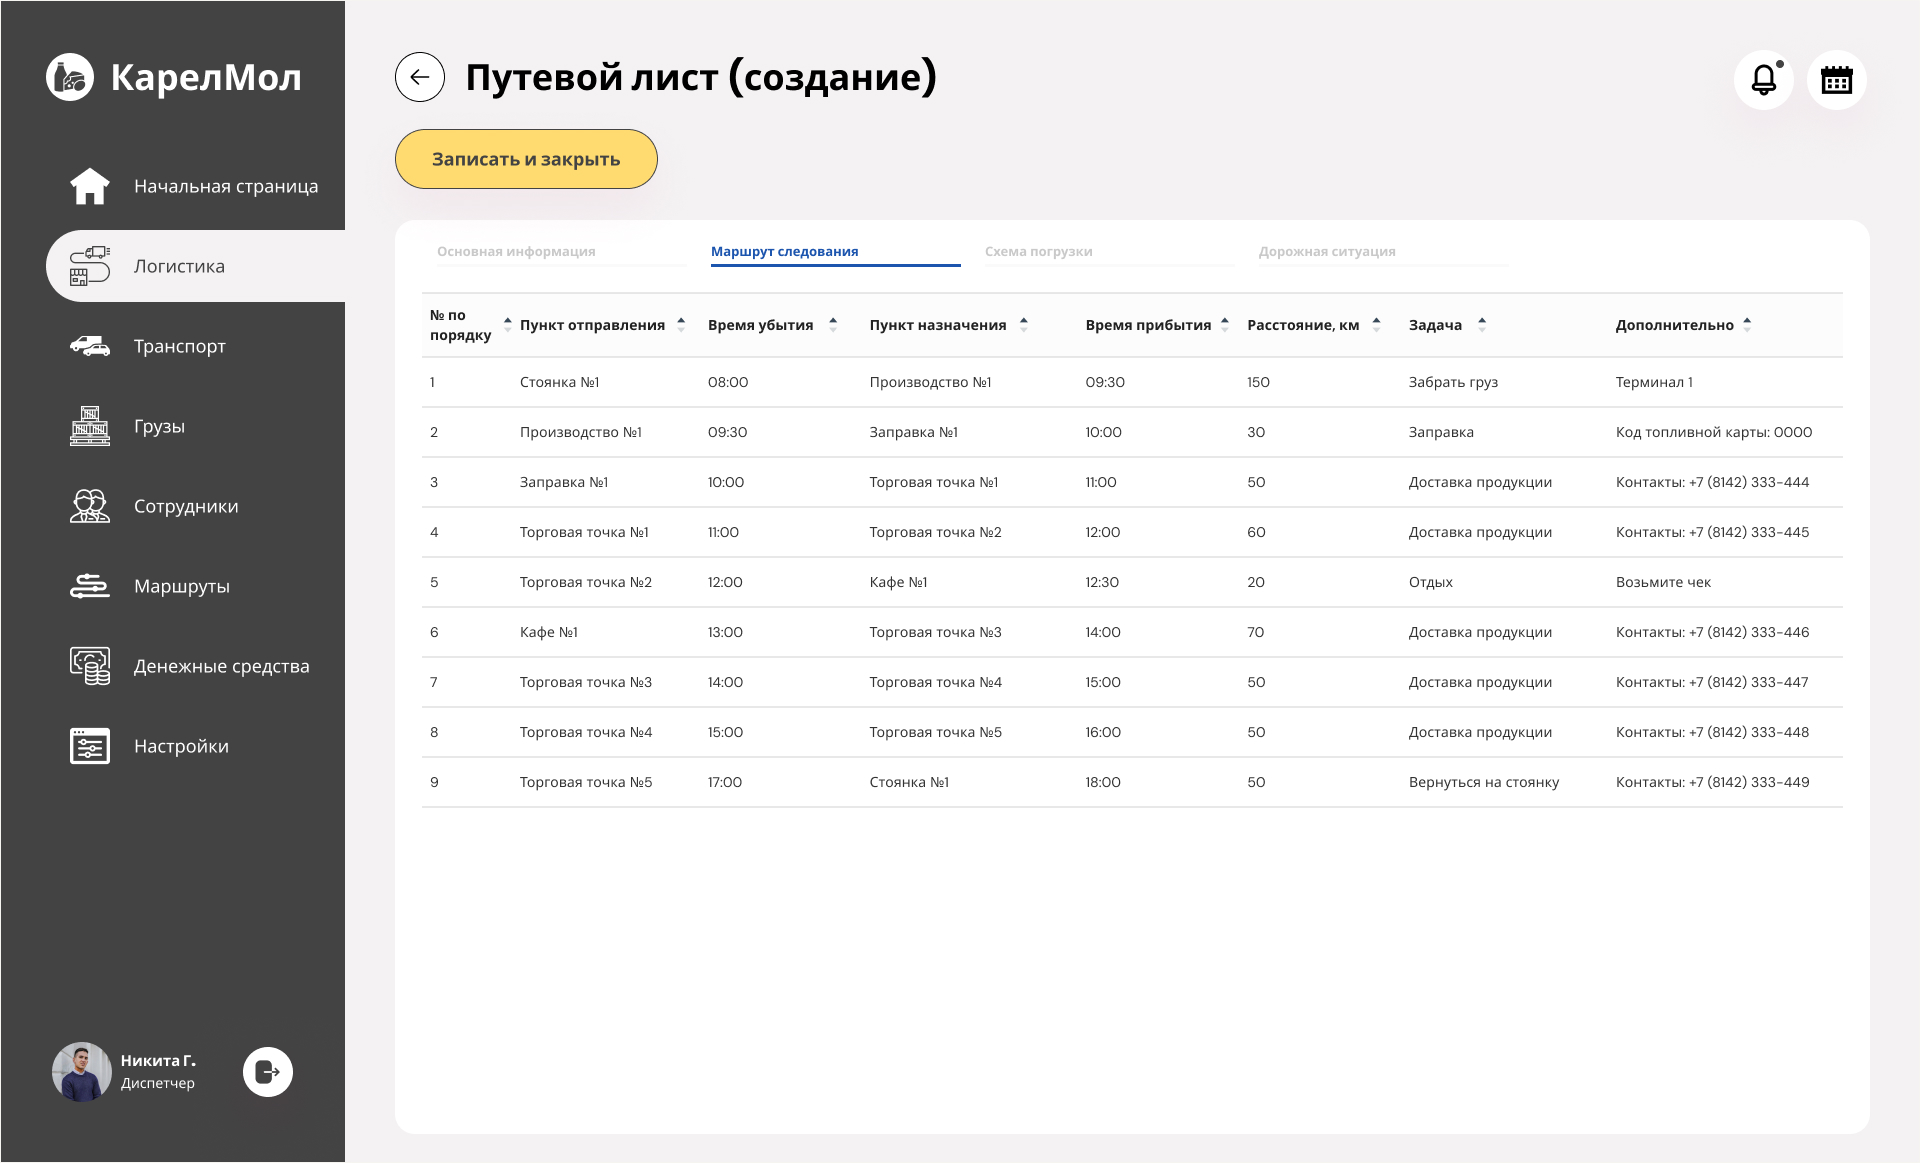 КарелМол
Начальная страница
Логистика
Транспорт
Грузы
Сотрудники
Маршруты
Денежные средства
Настройки
Никита Г.
Диспетчер
Путевой лист (создание)
Записать и закрыть
Основная информация Маршрут следования Схема погрузки Дорожная ситуация
№ по порядку Пункт отправления Время убытия Пункт назначения Время прибытия Расстояние, км Задача Дополнительно
1 Стоянка №1 08:00 Производство №1 09:30 150 Забрать груз Терминал 1
2 Производство №1 09:30 Заправка №1 10:00 30 Заправка Код топливной карты: 0000
3 Заправка №1 10:00 Торговая точка №1 11:00 50 Доставка продукции Контакты: +7 (8142) 333-444
4 Торговая точка №1 11:00 Торговая точка №2 12:00 60 Доставка продукции Контакты: +7 (8142) 333-445
5 Торговая точка №2 12:00 Кафе №1 12:30 20 Отдых Возьмите чек
6 Кафе №1 13:00 Торговая точка №3 14:00 70 Доставка продукции Контакты: +7 (8142) 333-446
7 Торговая точка №3 14:00 Торговая точка №4 15:00 50 Доставка продукции Контакты: +7 (8142) 333-447
8 Торговая точка №4 15:00 Торговая точка №5 16:00 50 Доставка продукции Контакты: +7 (8142) 333-448
9 Торговая точка №5 17:00 Стоянка №1 18:00 50 Вернуться на стоянку Контакты: +7 (8142) 333-449